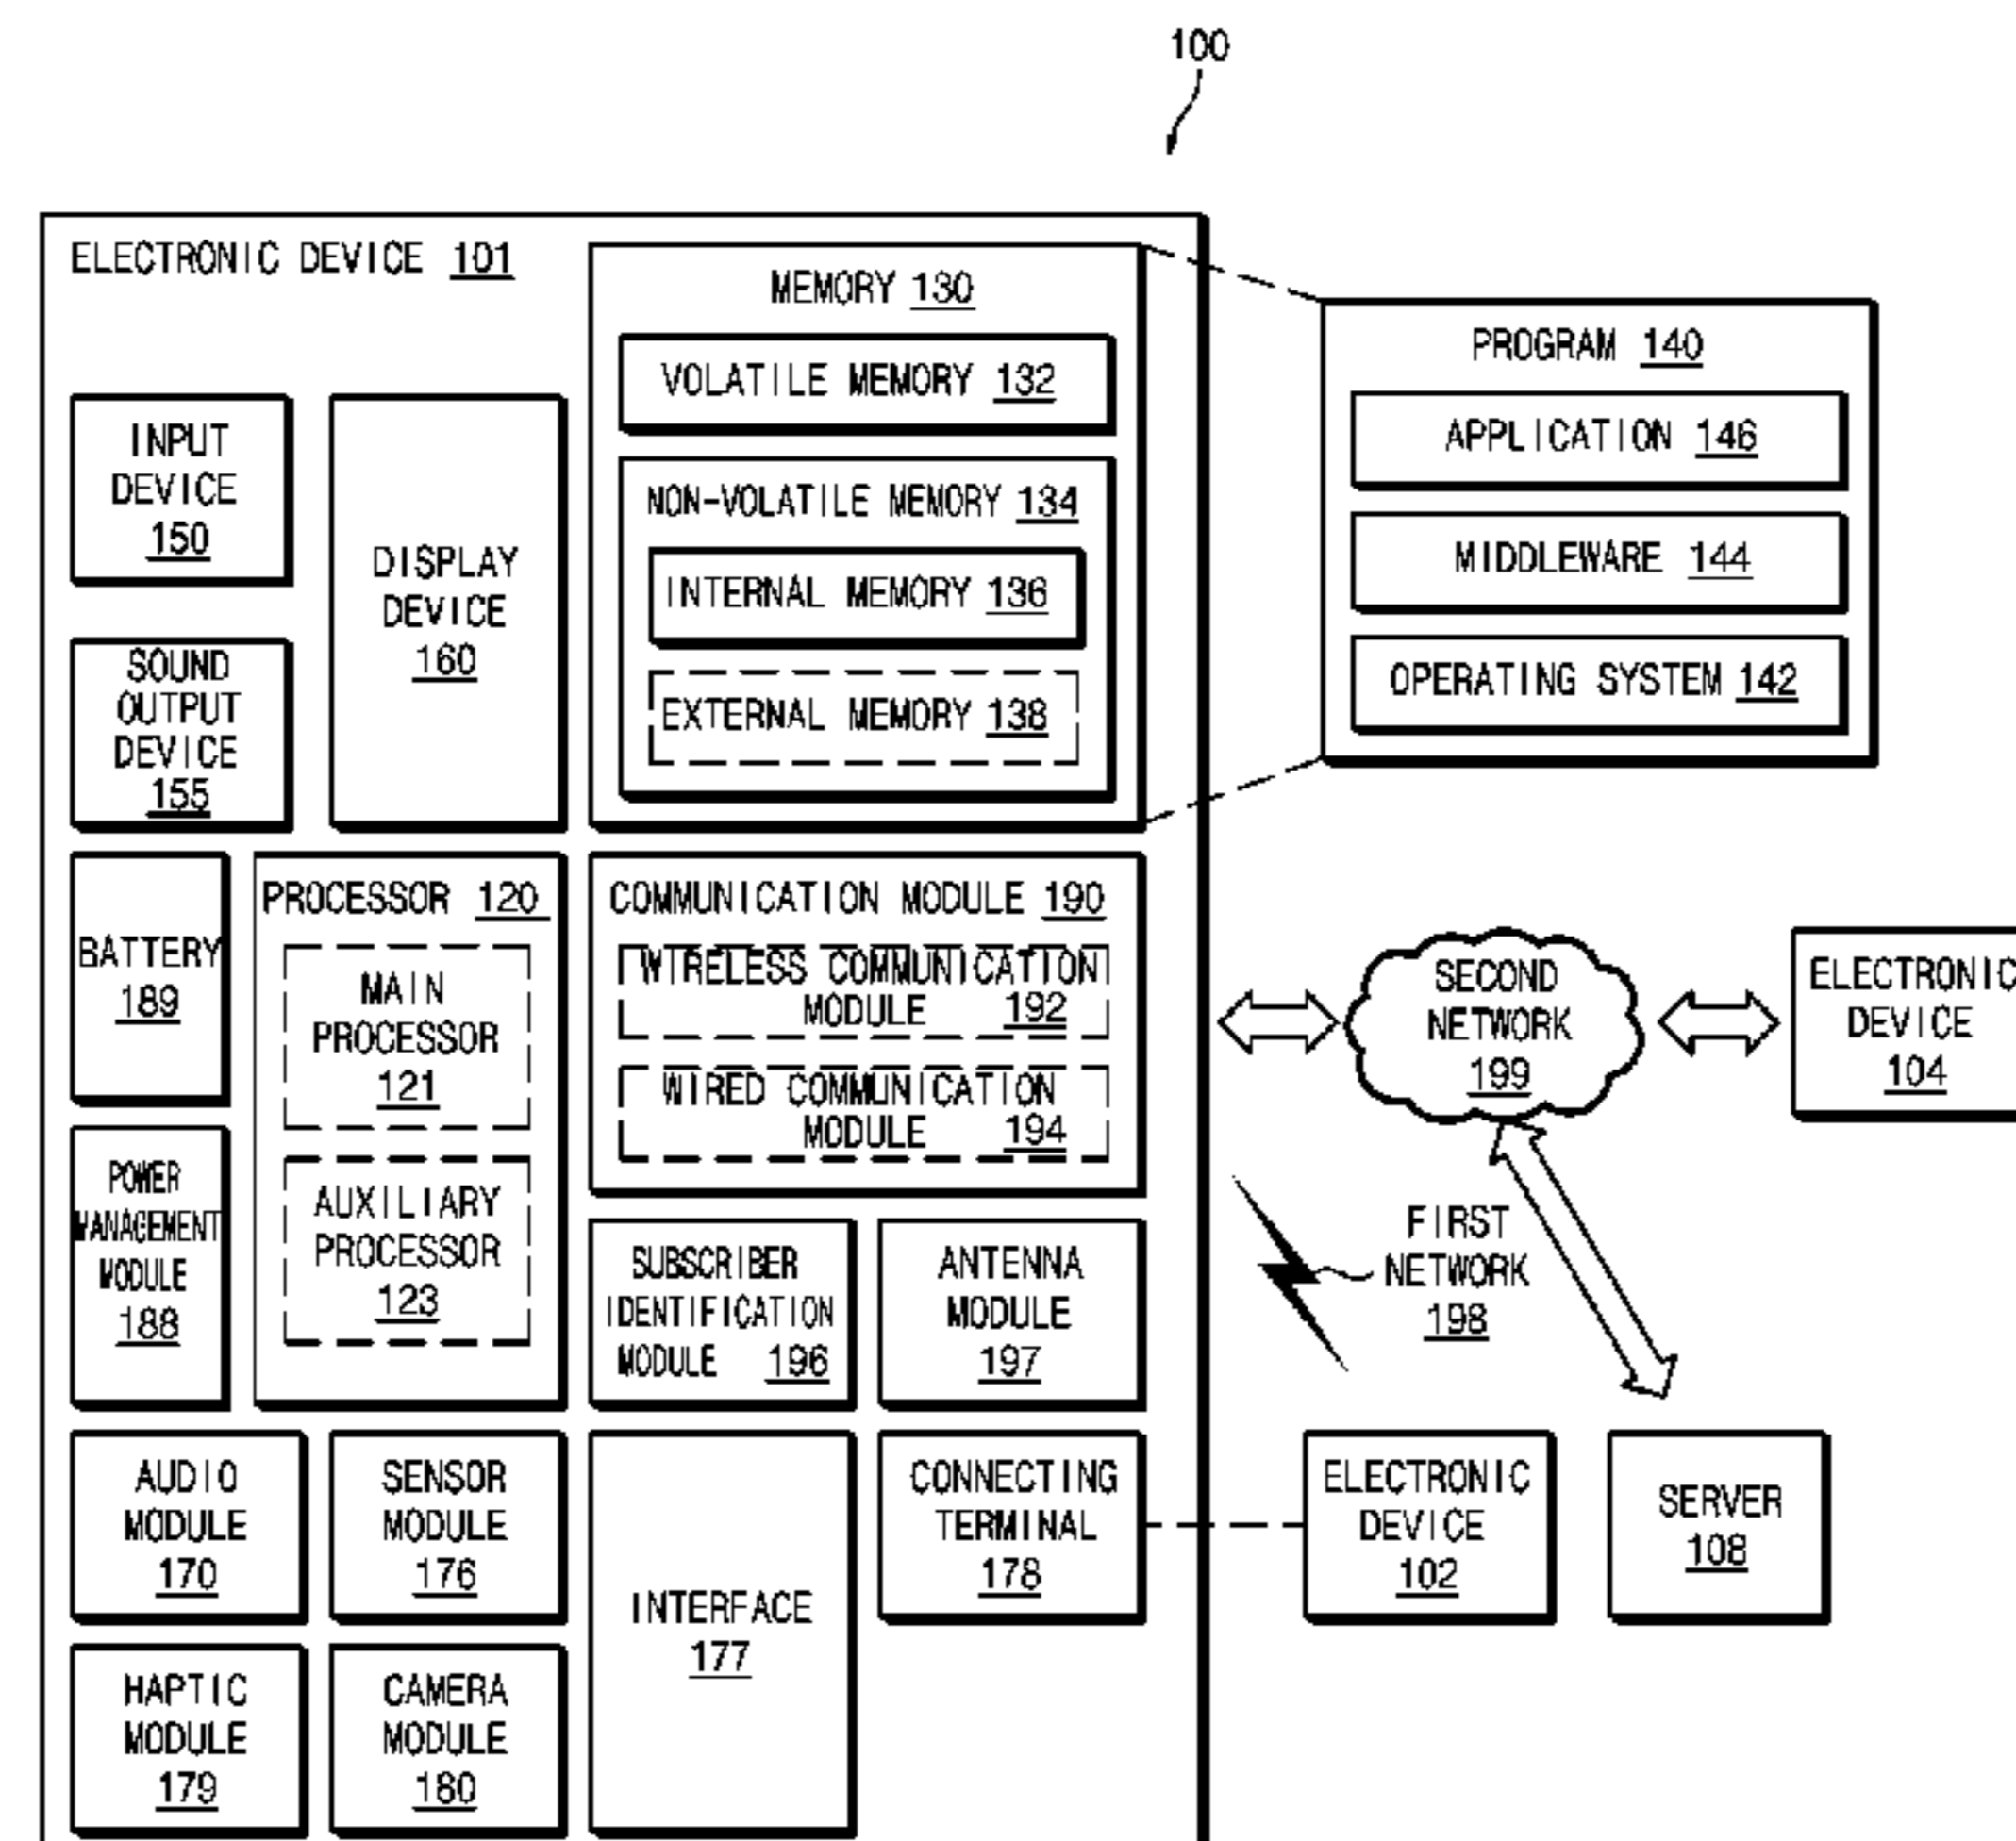 100
ELECTRONIC DEVICE 101
MEMORY 130
VOLATILE MEMORY 132
NON-VOLATILE MEMORY 134
INTERNAL MEMORY 136
EXTERNAL MEMORY 138
PROGRAM 140
APPLICATION 146
MIDDLEWARE 144
OPERATING SYSTEM 142
INPUT
DEVICE
150
SOUND
OUTPUT
DEVICE
155
DISPLAY
DEVICE
160
BATTERY
189
POWER
MANAGEMENT
MODULE
188
PROCESSOR 120
MAIN
PROCESSOR
121
AUXILIARY
PROCESSOR
123
COMMUNICATION MODULE 190
WIRELESS COMMUNICATION
MODULE 192
WIRED COMMUNICATION
MODULE 194
SUBSCRIBER
IDENTIFICATION
MODULE 196
ANTENNA
MODULE
197
SECOND
NETWORK
199
ELECTRONIC
DEVICE
104
FIRST
NETWORK
198
AUDIO
MODULE
170
SENSOR
MODULE
176
INTERFACE
177
CONNECTING
TERMINAL
178
ELECTRONIC
DEVICE
102
SERVER
108
HAPTIC
MODULE
179
CAMERA
MODULE
180